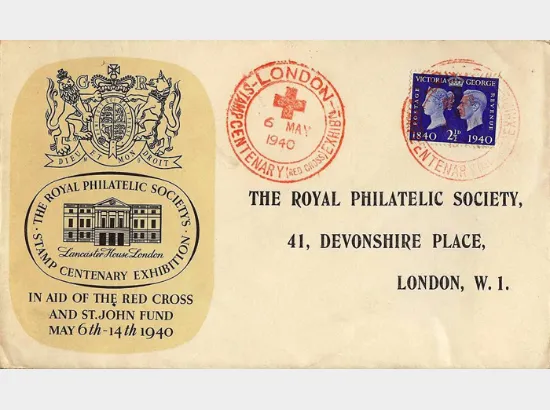 G R
DIEU ET MON DROIT
· THE ROYAL PHILATELIC SOCIETY'S ·
Lancaster House London
STAMP CENTENARY EXHIBITION
IN AID OF THE RED CROSS
AND ST. JOHN FUND
MAY 6th-14th 1940
LONDON
STAMP CENTENARY (RED CROSS) EXHIBITION
6 MAY
1940
VICTORIA GEORGE
POSTAGE
REVENUE
2½D
1840 1940
CENTENARY
THE ROYAL PHILATELIC SOCIETY,
41, DEVONSHIRE PLACE,
LONDON, W. 1.